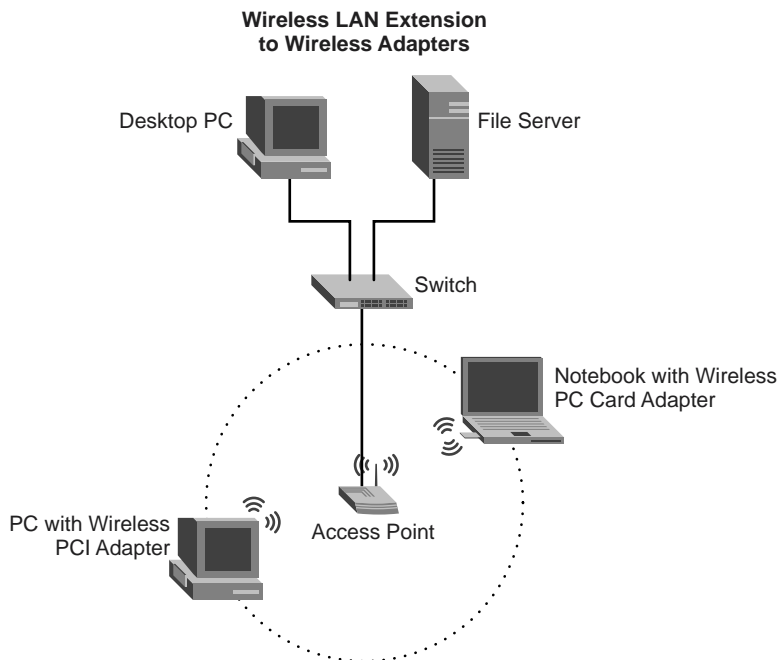 Wireless LAN Extension
to Wireless Adapters
Desktop PC
File Server
Switch
Notebook with Wireless
PC Card Adapter
PC with Wireless
PCI Adapter
Access Point